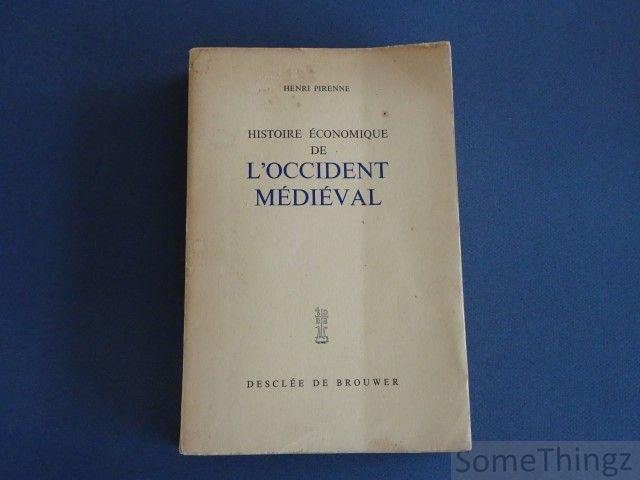 HENRI PIRENNE
HISTOIRE ÉCONOMIQUE
DE
L'OCCIDENT
MÉDIÉVAL
DESCLÉE DE BROUWER
SomeThingz